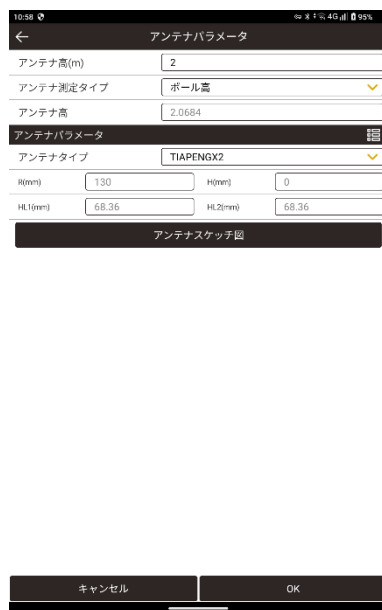 10:58 4G 95%
アンテナパラメータ
アンテナ高(m) 2
アンテナ測定タイプ ポール高
アンテナ高 2.0684
アンテナパラメータ
アンテナタイプ TIAPENGX2
R(mm) 130 H(mm) 0
HL1(mm) 68.36 HL2(mm) 68.36
アンテナスケッチ図
キャンセル OK